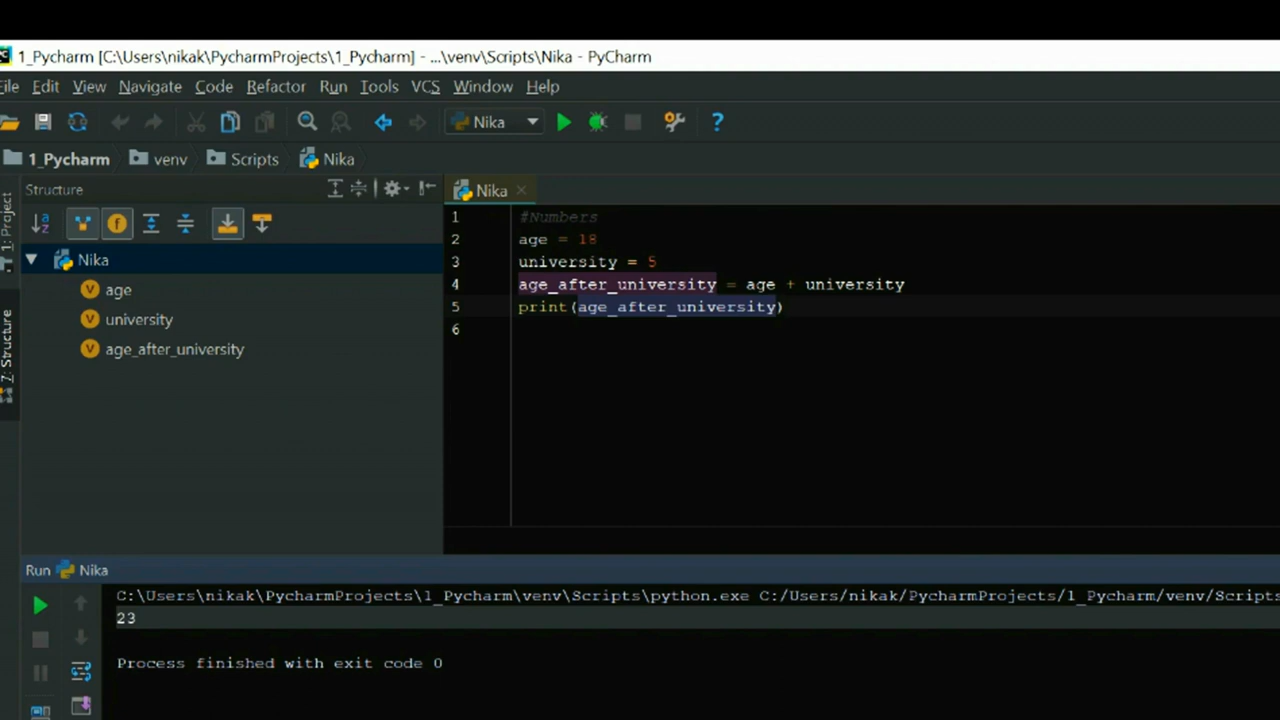 1_Pycharm [C:\Users\nikak\PycharmProjects\1_Pycharm] - ...\venv\Scripts\Nika - PyCharm
File Edit View Navigate Code Refactor Run Tools VCS Window Help
Nika
1_Pycharm venv Scripts Nika
1: Project
7: Structure
Structure
Nika
age
university
age_after_university
Nika
1 #Numbers
2 age = 18
3 university = 5
4 age_after_university = age + university
5 print(age_after_university)
6
Run Nika
C:\Users\nikak\PycharmProjects\1_Pycharm\venv\Scripts\python.exe C:/Users/nikak/PycharmProjects/1_Pycharm/venv/Scripts
23
Process finished with exit code 0